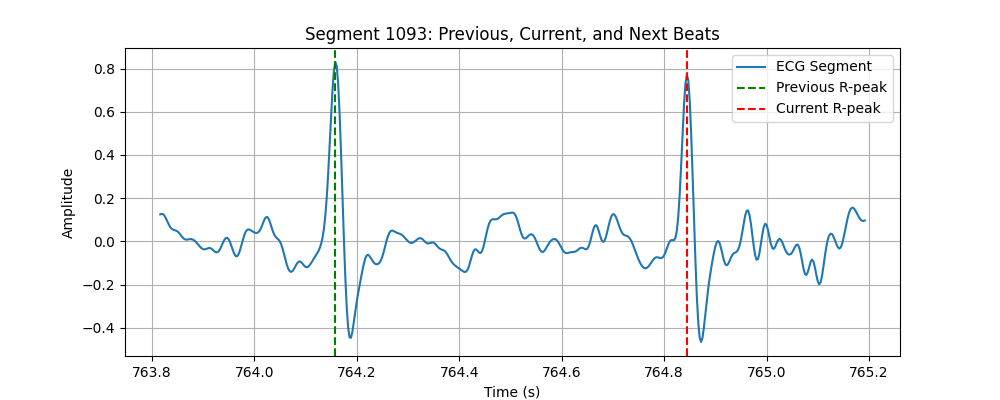 Segment 1093: Previous, Current, and Next Beats
ECG Segment
Previous R-peak
Current R-peak
Amplitude
0.8
0.6
0.4
0.2
0.0
−0.2
−0.4
763.8 764.0 764.2 764.4 764.6 764.8 765.0 765.2
Time (s)